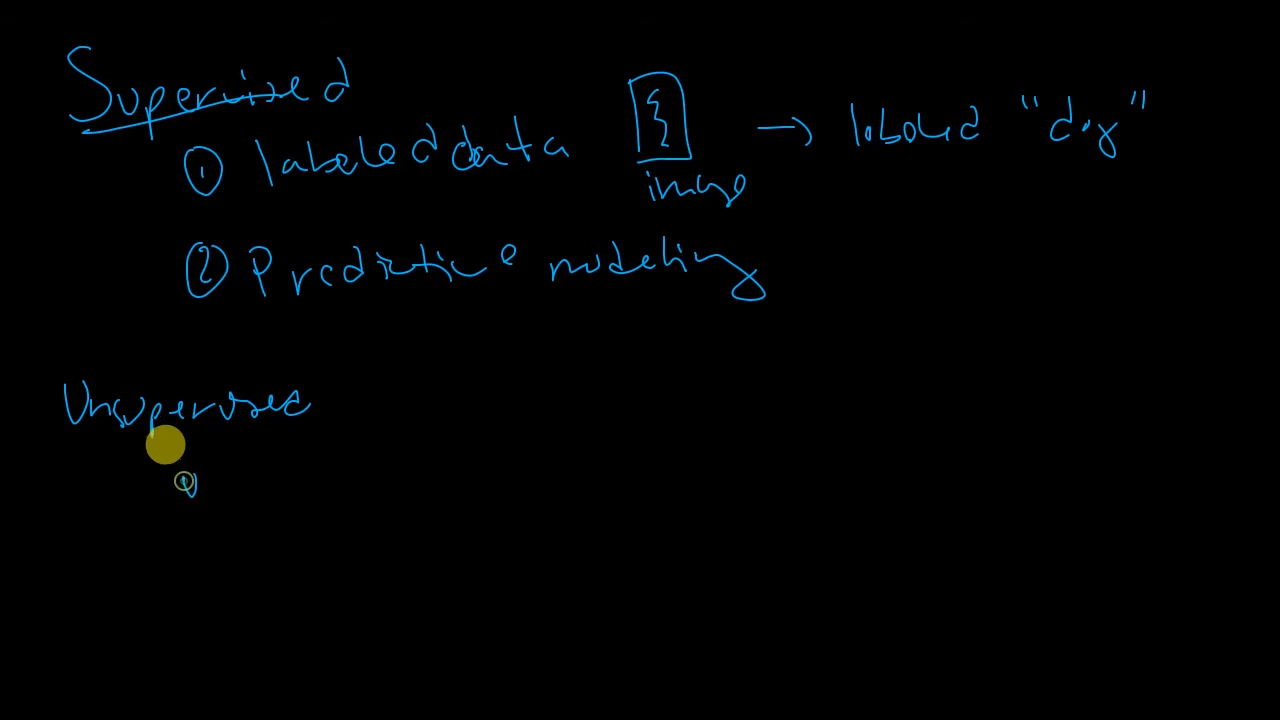 Supervised
① labeled data image → labeled "dog"
② Predictive modeling
Unsupervised